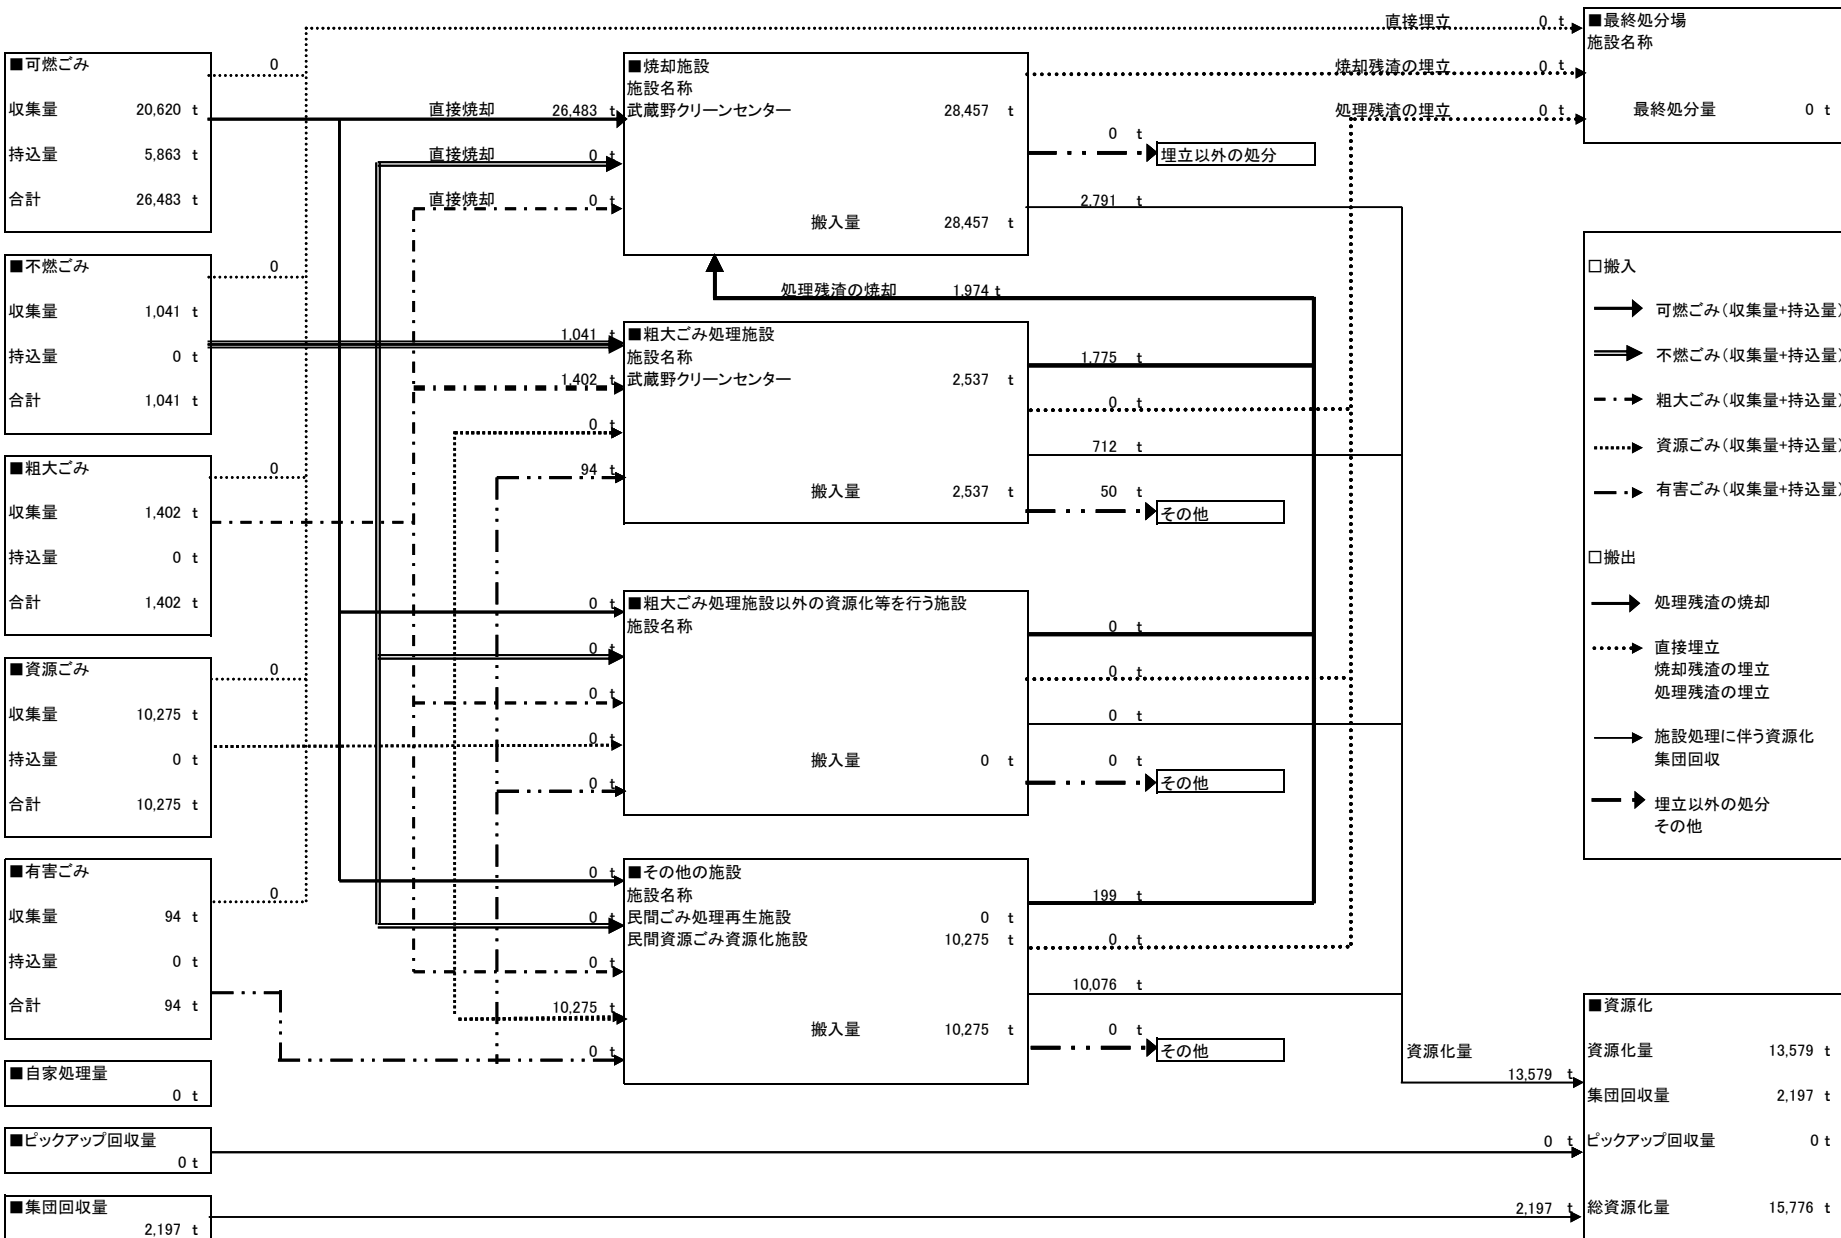 ■可燃ごみ
収集量 20,620 t
持込量 5,863 t
合計 26,483 t
■不燃ごみ
収集量 1,041 t
持込量 0 t
合計 1,041 t
■粗大ごみ
収集量 1,402 t
持込量 0 t
合計 1,402 t
■資源ごみ
収集量 10,275 t
持込量 0 t
合計 10,275 t
■有害ごみ
収集量 94 t
持込量 0 t
合計 94 t
■自家処理量
0 t
■ピックアップ回収量
0 t
■集団回収量
2,197 t
0
0
0
0
0
直接焼却 26,483 t
直接焼却 0 t
直接焼却 0 t
■焼却施設
施設名称
武蔵野クリーンセンター 28,457 t
搬入量 28,457 t
処理残渣の焼却 1,974 t
1,041 t
1,402 t
0 t
94 t
■粗大ごみ処理施設
施設名称
武蔵野クリーンセンター 2,537 t
搬入量 2,537 t
0 t
0 t
0 t
0 t
0 t
■粗大ごみ処理施設以外の資源化等を行う施設
施設名称
搬入量 0 t
0 t
0 t
0 t
10,275 t
0 t
■その他の施設
施設名称
民間ごみ処理再生施設 0 t
民間資源ごみ資源化施設 10,275 t
搬入量 10,275 t
直接埋立 0 t
焼却残渣の埋立 0 t
処理残渣の埋立 0 t
0 t
埋立以外の処分
2,791 t
1,775 t
0 t
712 t
50 t
その他
0 t
0 t
0 t
0 t
その他
199 t
0 t
10,076 t
0 t
その他
資源化量
13,579 t
0 t
2,197 t
■最終処分場
施設名称
最終処分量 0 t
□搬入
可燃ごみ(収集量+持込量)
不燃ごみ(収集量+持込量)
粗大ごみ(収集量+持込量)
資源ごみ(収集量+持込量)
有害ごみ(収集量+持込量)
□搬出
処理残渣の焼却
直接埋立
焼却残渣の埋立
処理残渣の埋立
施設処理に伴う資源化
集団回収
埋立以外の処分
その他
■資源化
資源化量 13,579 t
集団回収量 2,197 t
ピックアップ回収量 0 t
総資源化量 15,776 t